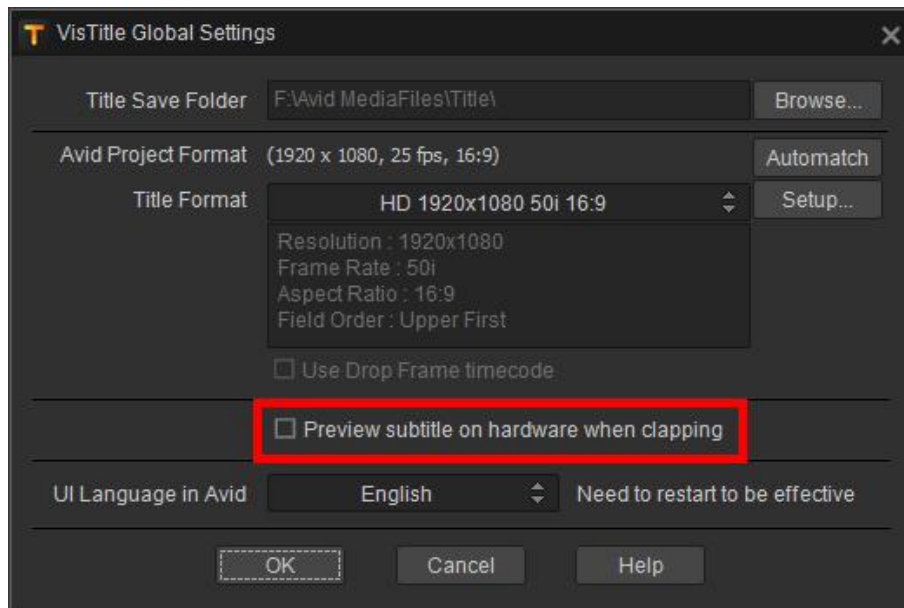 VisTitle Global Settings
Title Save Folder F:\Avid MediaFiles\Title\ Browse...
Avid Project Format (1920 x 1080, 25 fps, 16:9) Automatch
Title Format HD 1920x1080 50i 16:9 Setup...
Resolution : 1920x1080
Frame Rate : 50i
Aspect Ratio : 16:9
Field Order : Upper First
Use Drop Frame timecode
Preview subtitle on hardware when clapping
UI Language in Avid English Need to restart to be effective
OK Cancel Help